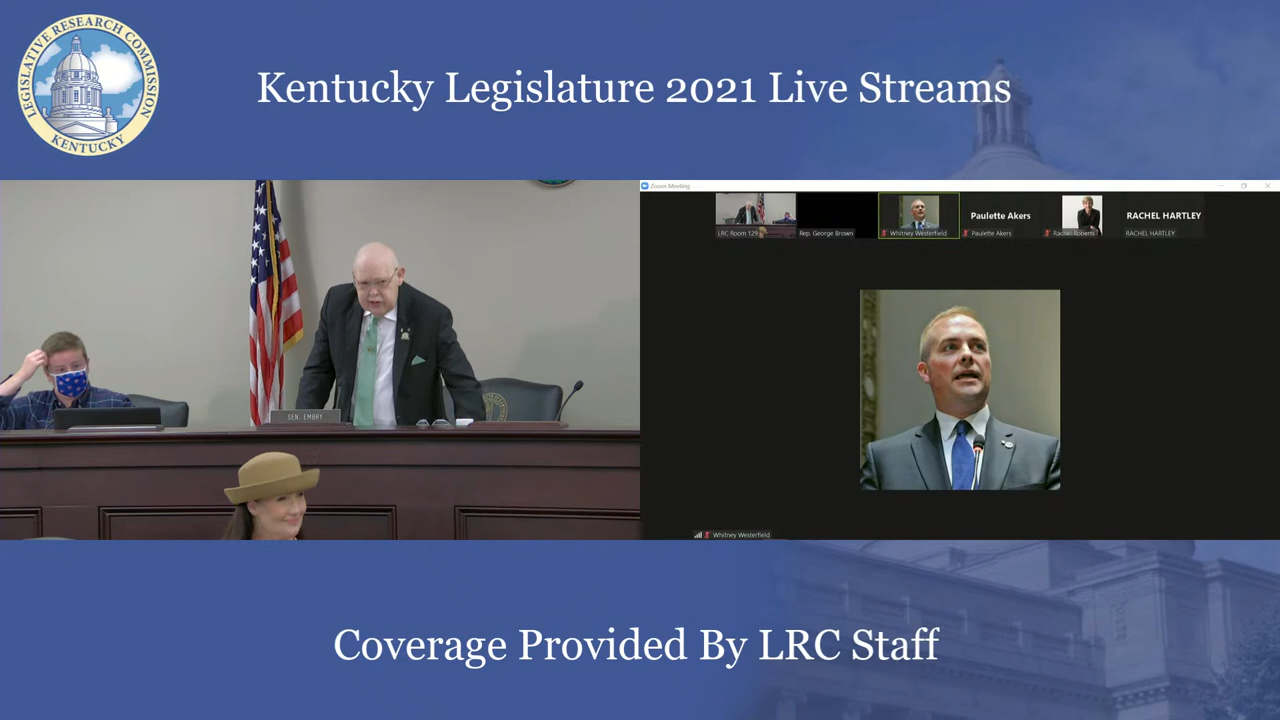 LEGISLATIVE RESEARCH COMMISSION
KENTUCKY
Kentucky Legislature 2021 Live Streams
Zoom Meeting
Paulette Akers
RACHEL HARTLEY
LRC Room 129
Rep. George Brown
Whitney Westerfield
Paulette Akers
Rachel Roberts
RACHEL HARTLEY
SEN. EMBRY
Whitney Westerfield
Coverage Provided By LRC Staff